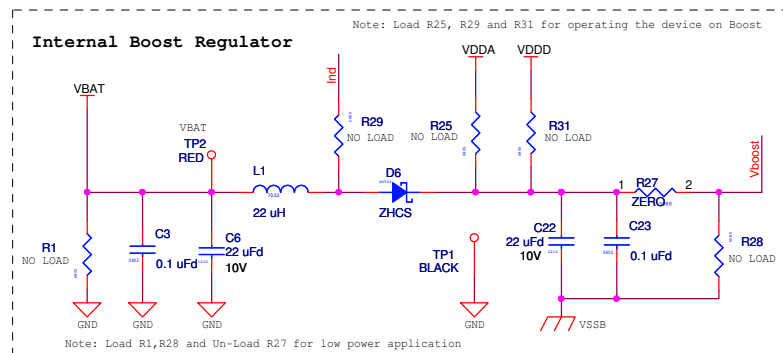 Note: Load R25, R29 and R31 for operating the device on Boost
Internal Boost Regulator
VBAT
Ind
VDDA
VDDD
R29
NO LOAD
R25
NO LOAD
R31
NO LOAD
VBAT
TP2
RED
L1
22 uH
D6
ZHCS
1
R27
2
ZERO
Vboost
R1
NO LOAD
C3
0.1 uFd
C6
22 uFd
10V
TP1
BLACK
C22
22 uFd
10V
C23
0.1 uFd
R28
NO LOAD
GND
GND
GND
GND
VSSB
Note: Load R1,R28 and Un-Load R27 for low power application